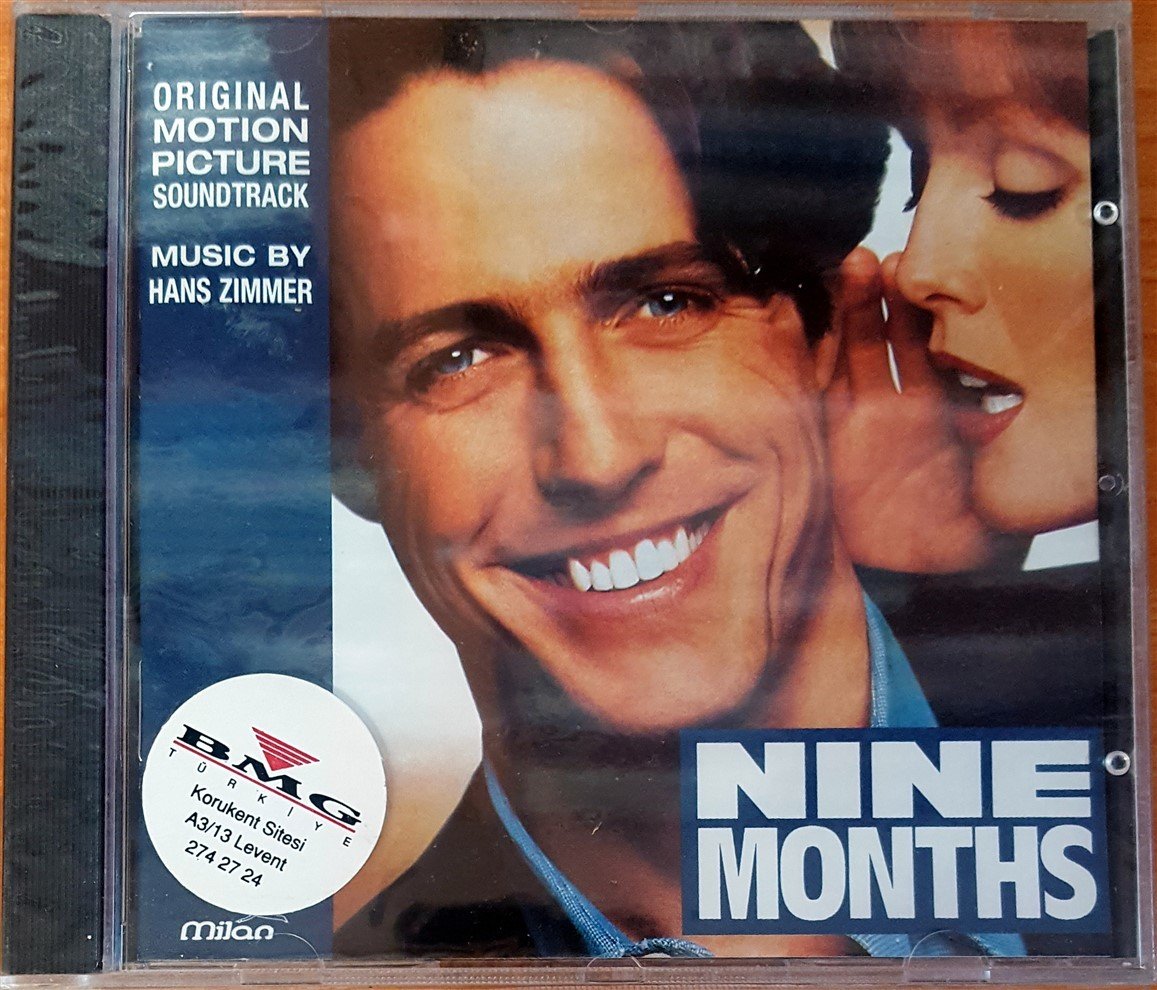 ORIGINAL
MOTION
PICTURE
SOUNDTRACK
MUSIC BY
HANS ZIMMER
BMG
TÜRKİYE
Korukent Sitesi
A3/13 Levent
274 27 24
milan
NINE
MONTHS